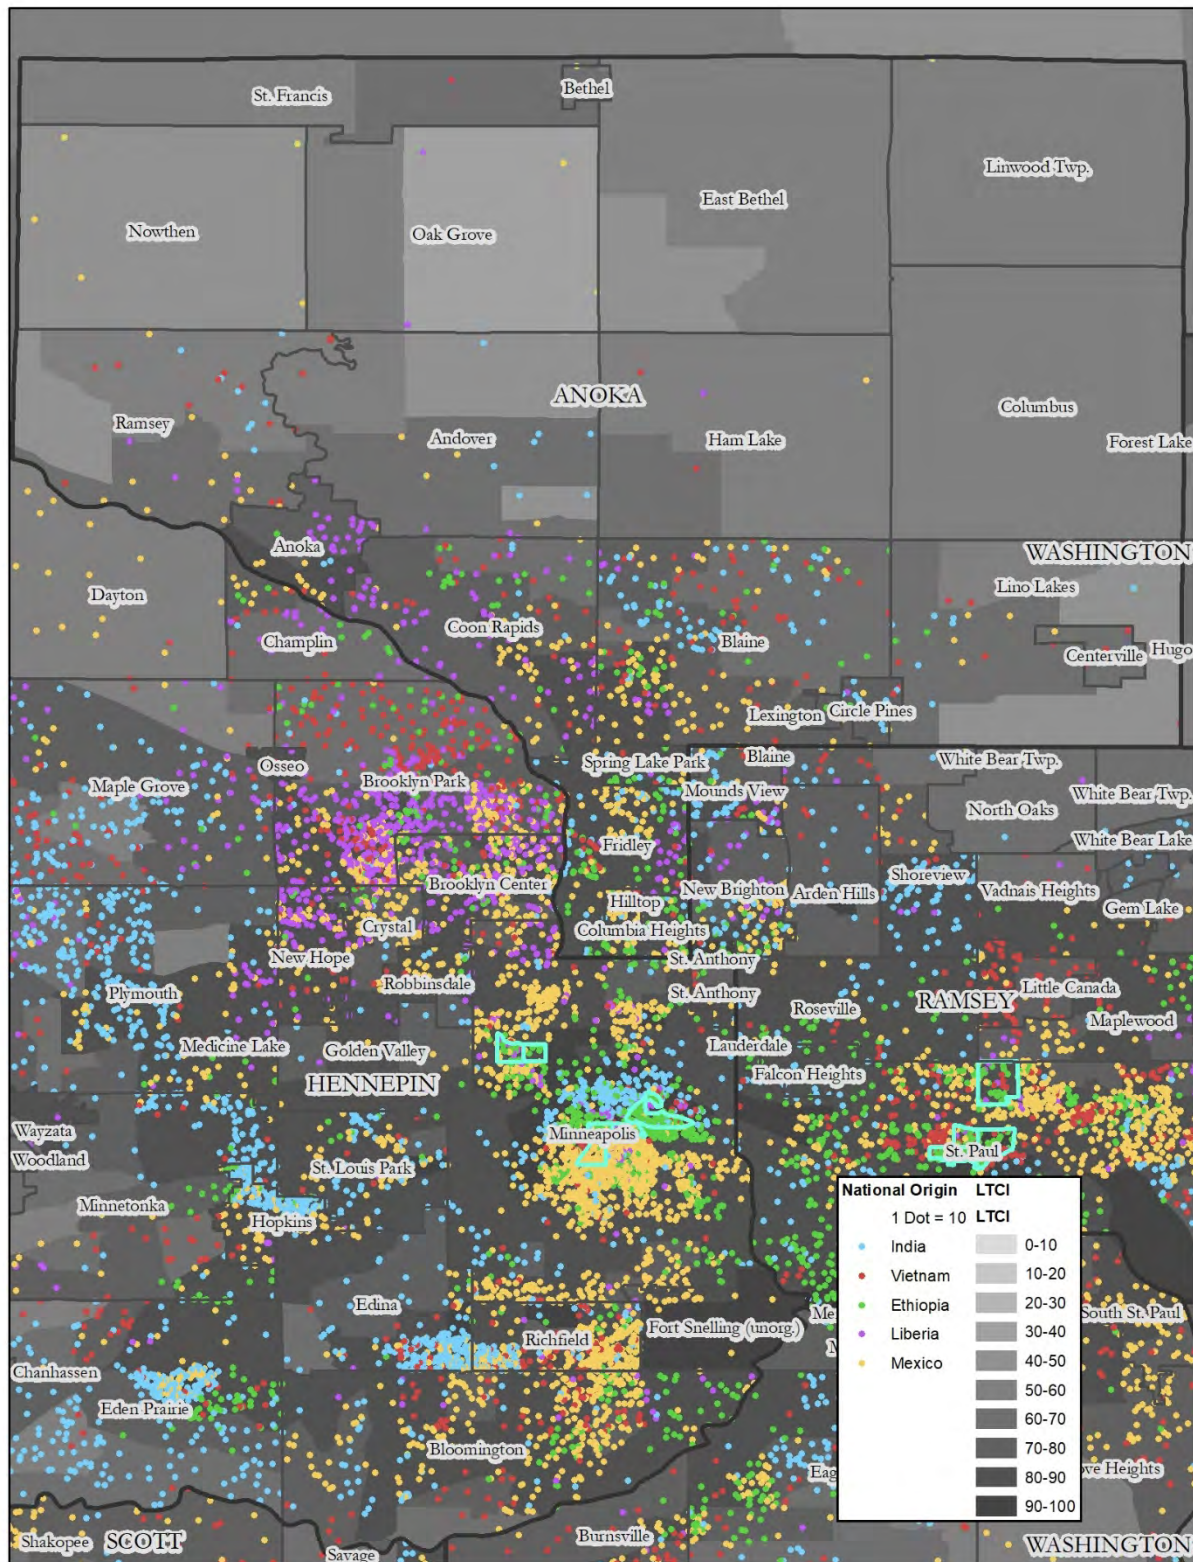 St. Francis
Bethel
Linwood Twp.
East Bethel
Nowthen
Oak Grove
ANOKA
Columbus
Ramsey
Andover
Ham Lake
Forest Lake
Anoka
WASHINGTON
Lino Lakes
Dayton
Coon Rapids
Champlin
Blaine
Centerville
Hugo
Lexington
Circle Pines
Osseo
Spring Lake Park
Blaine
White Bear Twp.
Maple Grove
Brooklyn Park
Mounds View
North Oaks
White Bear Twp.
Fridley
White Bear Lake
Brooklyn Center
New Brighton
Arden Hills
Shoreview
Vadnais Heights
Hilltop
Gem Lake
Crystal
Columbia Heights
New Hope
St. Anthony
Robbinsdale
Plymouth
St. Anthony
Roseville
RAMSEY
Little Canada
Maplewood
Medicine Lake
Golden Valley
Lauderdale
HENNEPIN
Falcon Heights
Wayzata
Minneapolis
Woodland
St. Louis Park
St. Paul
Minnetonka
Hopkins
National Origin
LTCI
1 Dot = 10
LTCI
India
0-10
Vietnam
10-20
Ethiopia
20-30
Liberia
30-40
Mexico
40-50
50-60
60-70
70-80
80-90
90-100
Edina
Richfield
Fort Snelling (unorg.)
Me
South St. Paul
M
Chanhassen
Eden Prairie
Bloomington
Eag
ove Heights
Shakopee
SCOTT
Savage
Burnsville
WASHINGTON